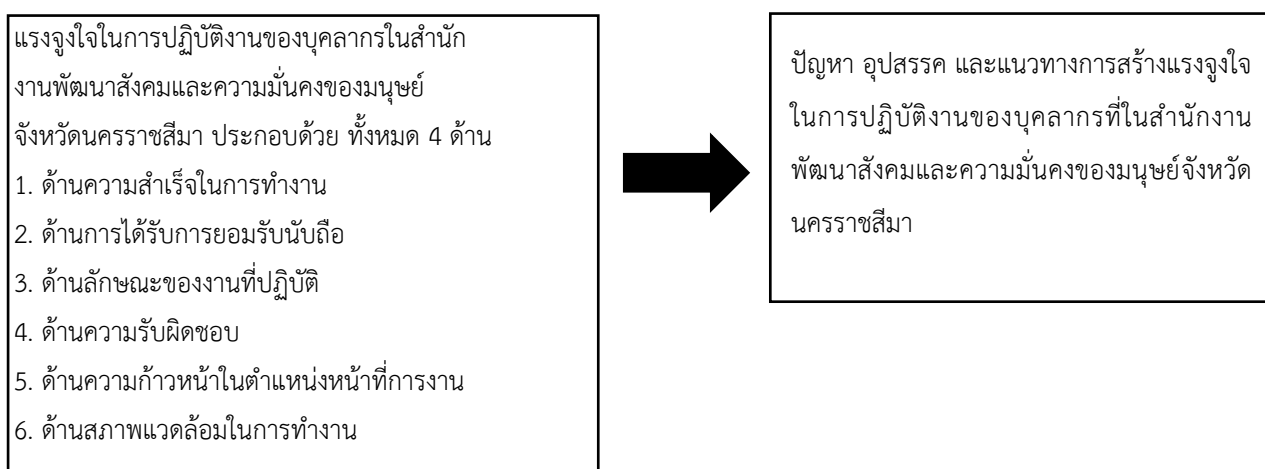 แรงจูงใจในการปฏิบัติงานของบุคลากรในสำนัก
งานพัฒนาสังคมและความมั่นคงของมนุษย์
จังหวัดนครราชสีมา ประกอบด้วย ทั้งหมด 4 ด้าน
1. ด้านความสำเร็จในการทำงาน
2. ด้านการได้รับการยอมรับนับถือ
3. ด้านลักษณะของงานที่ปฏิบัติ
4. ด้านความรับผิดชอบ
5. ด้านความก้าวหน้าในตำแหน่งหน้าที่การงาน
6. ด้านสภาพแวดล้อมในการทำงาน
ปัญหา อุปสรรค และแนวทางการสร้างแรงจูงใจ
ในการปฏิบัติงานของบุคลากรที่ในสำนักงาน
พัฒนาสังคมและความมั่นคงของมนุษย์จังหวัด
นครราชสีมา